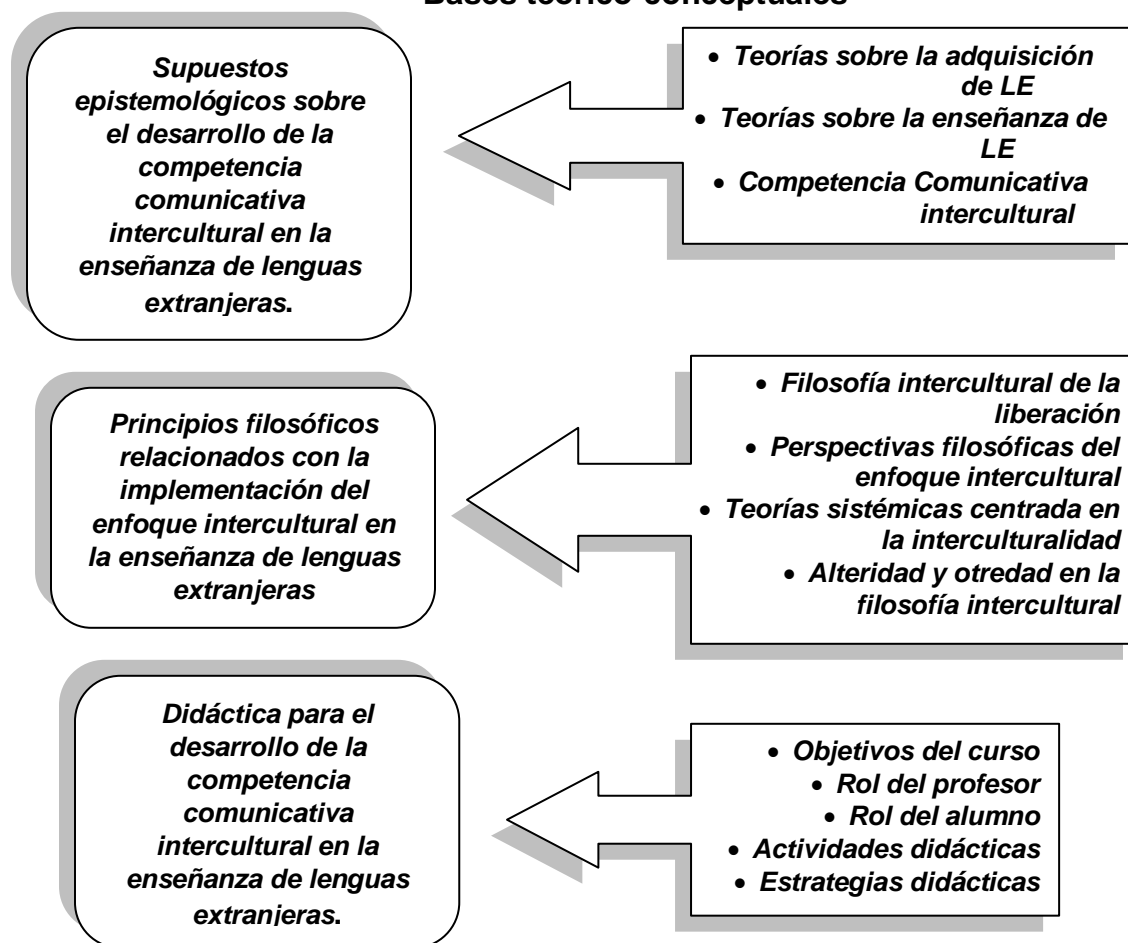 Bases teórico-conceptuales
Supuestos
epistemológicos sobre
el desarrollo de la
competencia
comunicativa
intercultural en la
enseñanza de lenguas
extranjeras.
• Teorías sobre la adquisición
de LE
• Teorías sobre la enseñanza de
LE
• Competencia Comunicativa
intercultural
Principios filosóficos
relacionados con la
implementación del
enfoque intercultural en
la enseñanza de lenguas
extranjeras
• Filosofía intercultural de la
liberación
• Perspectivas filosóficas del
enfoque intercultural
• Teorías sistémicas centrada en
la interculturalidad
• Alteridad y otredad en la
filosofía intercultural
Didáctica para el
desarrollo de la
competencia
comunicativa
intercultural en la
enseñanza de lenguas
extranjeras.
• Objetivos del curso
• Rol del profesor
• Rol del alumno
• Actividades didácticas
• Estrategias didácticas